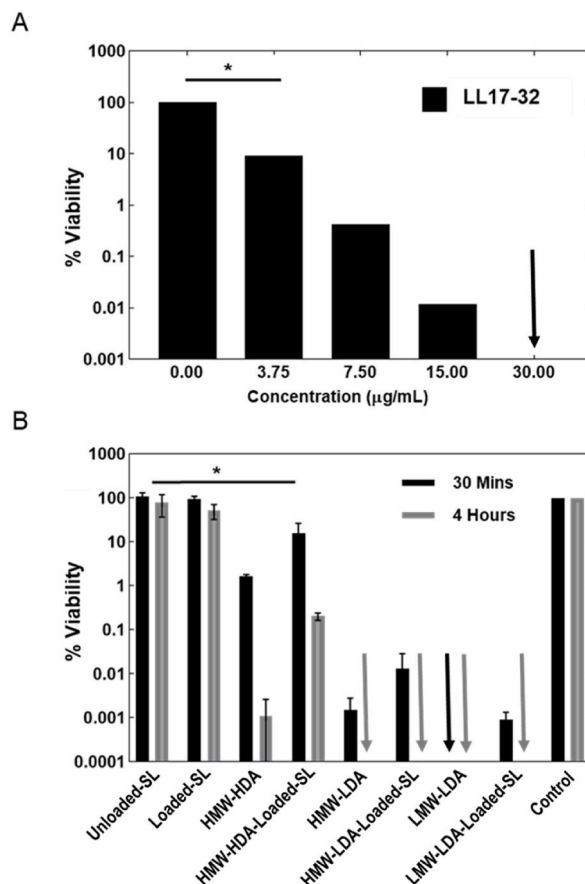 A
1000
100
10
1
0.1
0.01
0.001
% Viability
*
LL17-32
0.00 3.75 7.50 15.00 30.00
Concentration (μg/mL)
B
1000
100
10
1
0.1
0.01
0.001
0.0001
% Viability
*
30 Mins
4 Hours
Unloaded-SL
Loaded-SL
HMW-HDA
HMW-HDA-Loaded-SL
HMW-LDA
HMW-LDA-Loaded-SL
LMW-LDA
LMW-LDA-Loaded-SL
Control